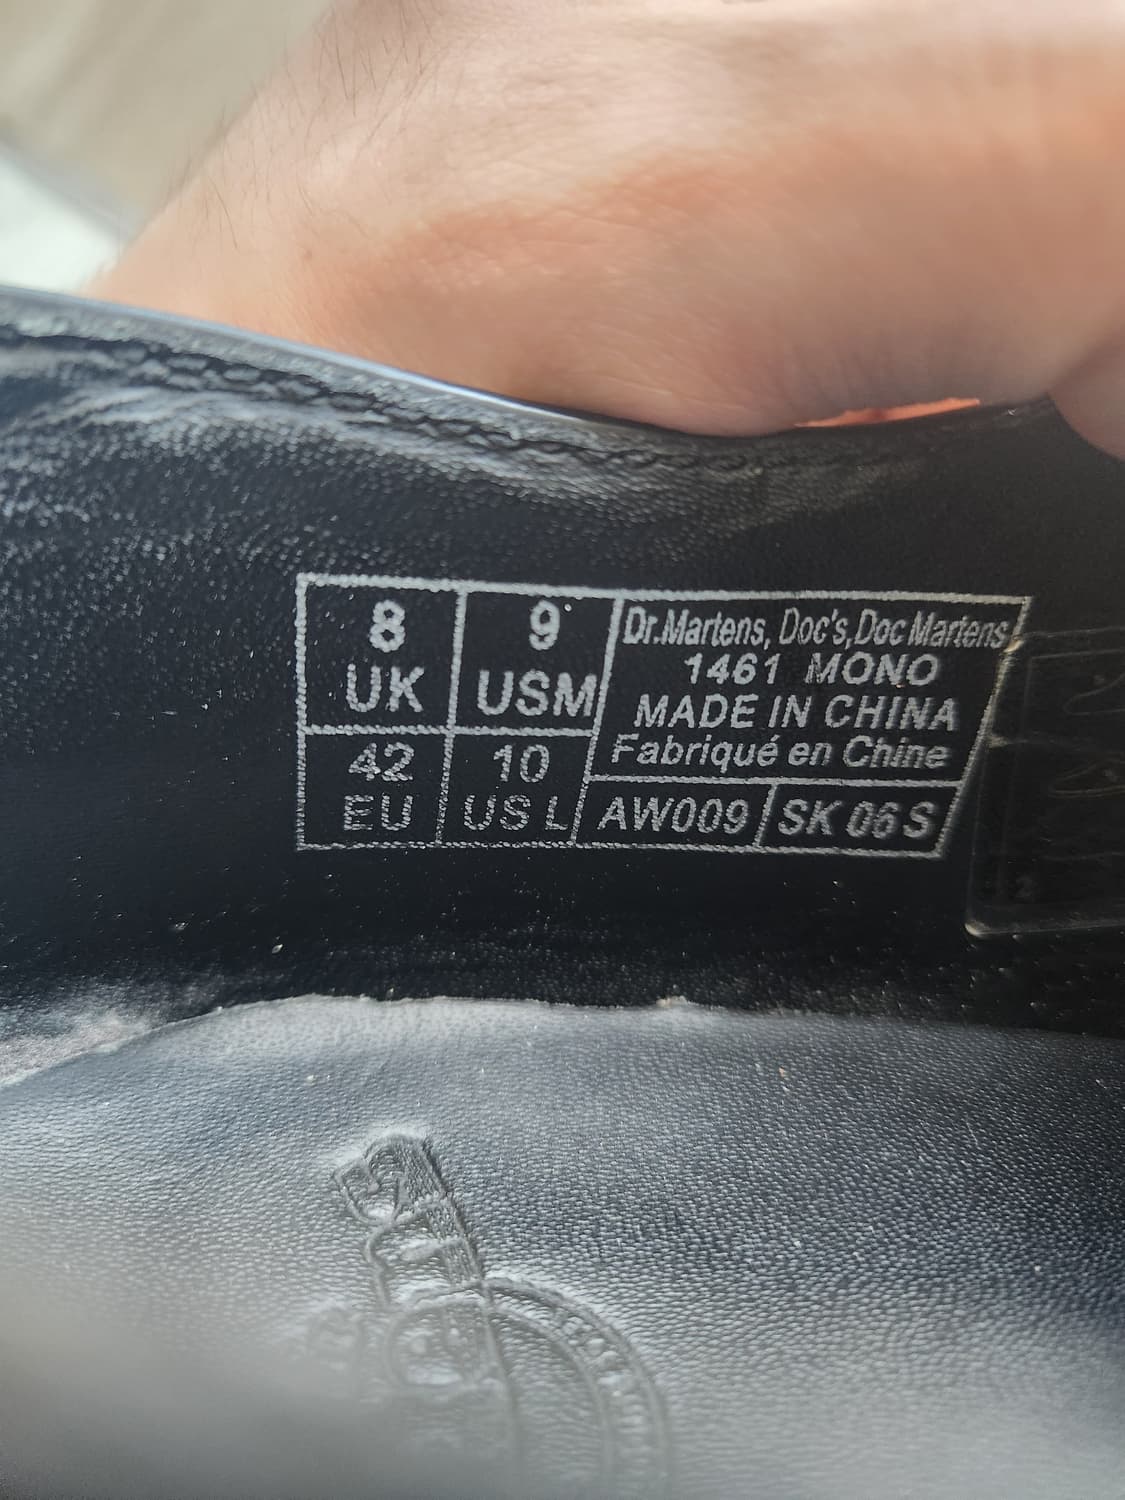 8
UK
9
USM
42
EU
10
US L
Dr.Martens, Doc's,Doc Martens
1461 MONO
MADE IN CHINA
Fabriqué en Chine
AW009
SK 06 S